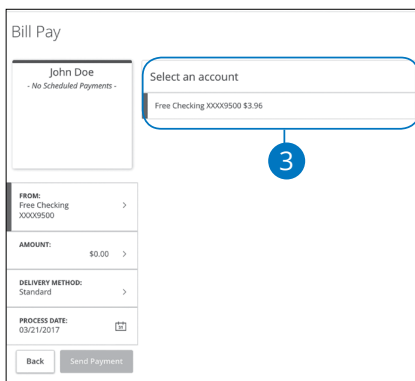 Bill Pay
John Doe
- No Scheduled Payments -
Select an account
Free Checking XXXX9500 $3.96
3
FROM:
Free Checking
XXXX9500
AMOUNT:
$0.00
DELIVERY METHOD:
Standard
PROCESS DATE:
03/21/2017
31
Back
Send Payment